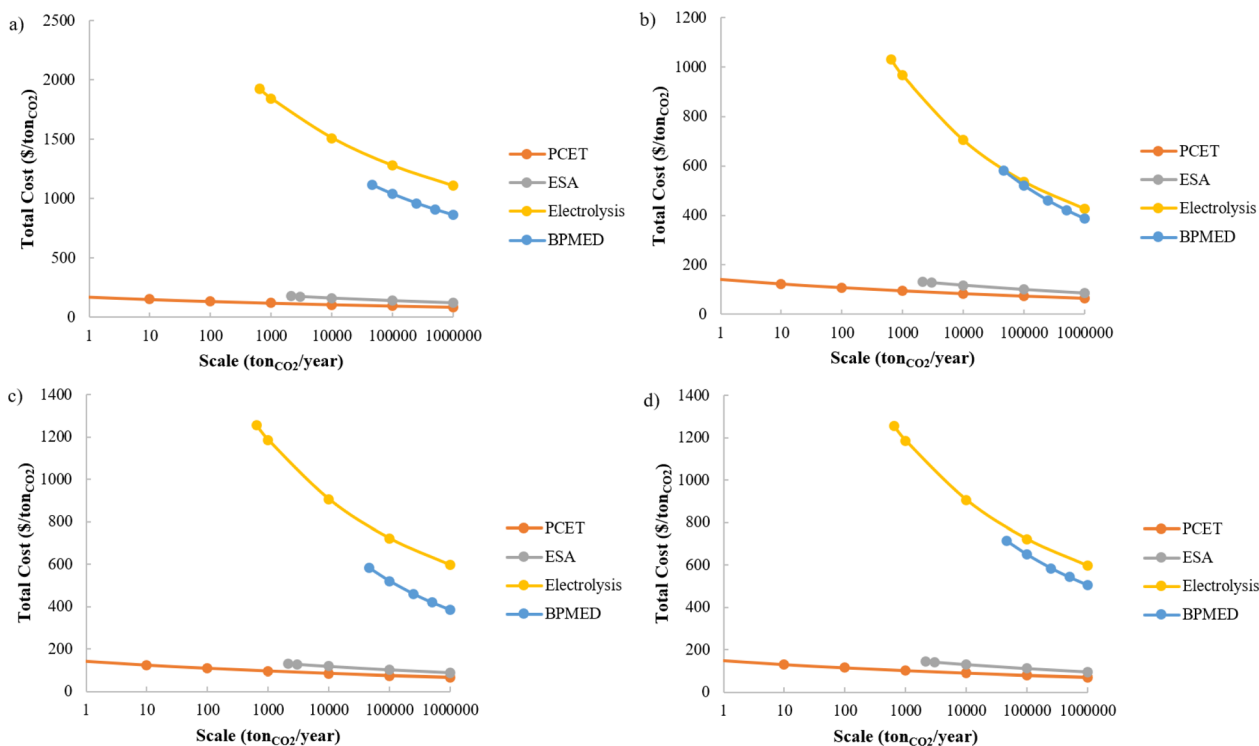 a)
2500
2000
1500
1000
500
0
1 10 100 1000 10000 100000 1000000
Total Cost ($/tonCO2)
Scale (tonCO2/year)
PCET
ESA
Electrolysis
BPMED
b)
1200
1000
800
600
400
200
0
1 10 100 1000 10000 100000 1000000
Total Cost ($/tonCO2)
Scale (tonCO2/year)
PCET
ESA
Electrolysis
BPMED
c)
1400
1200
1000
800
600
400
200
0
1 10 100 1000 10000 100000 1000000
Total Cost ($/tonCO2)
Scale (tonCO2/year)
PCET
ESA
Electrolysis
BPMED
d)
1400
1200
1000
800
600
400
200
0
1 10 100 1000 10000 100000 1000000
Total Cost ($/tonCO2)
Scale (tonCO2/year)
PCET
ESA
Electrolysis
BPMED